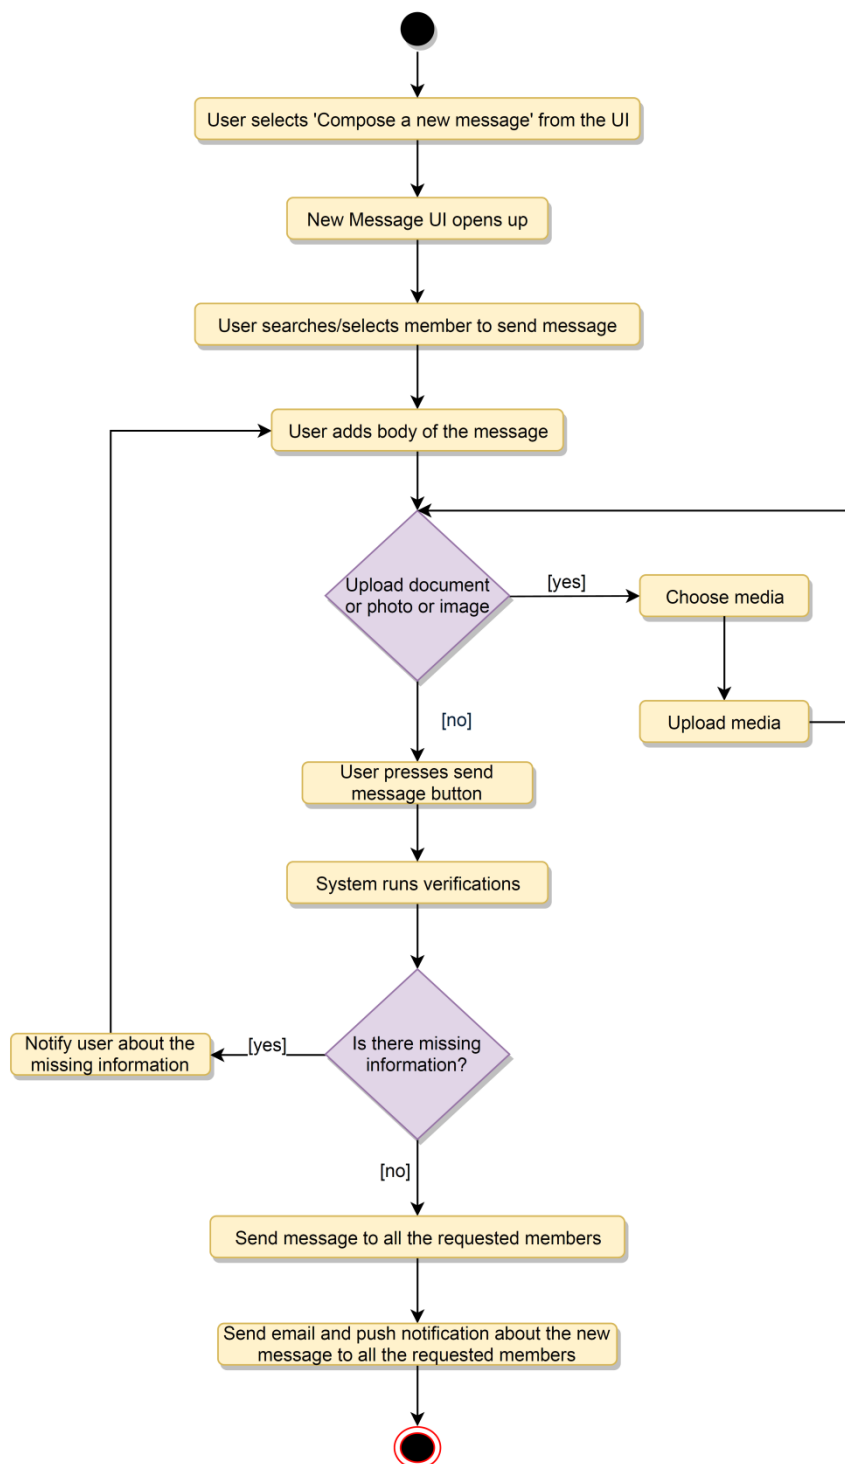 User selects 'Compose a new message' from the UI
New Message UI opens up
User searches/selects member to send message
User adds body of the message
Upload document
or photo or image
[yes]
Choose media
Upload media
[no]
User presses send
message button
System runs verifications
Is there missing
information?
[yes]
Notify user about the
missing information
[no]
Send message to all the requested members
Send email and push notification about the new
message to all the requested members